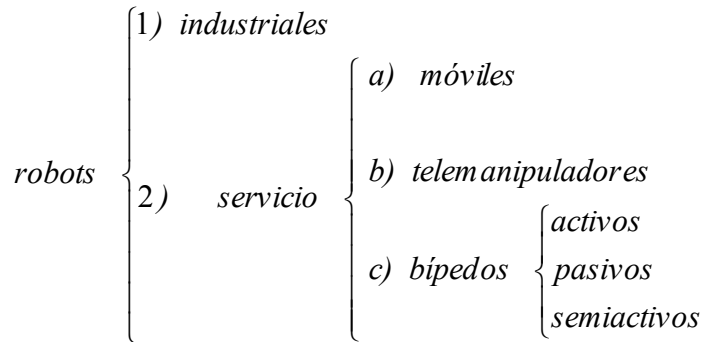 1) industriales
a) móviles
robots
2) servicio
b) telemanipuladores
activos
c) bípedos
pasivos
semiactivos